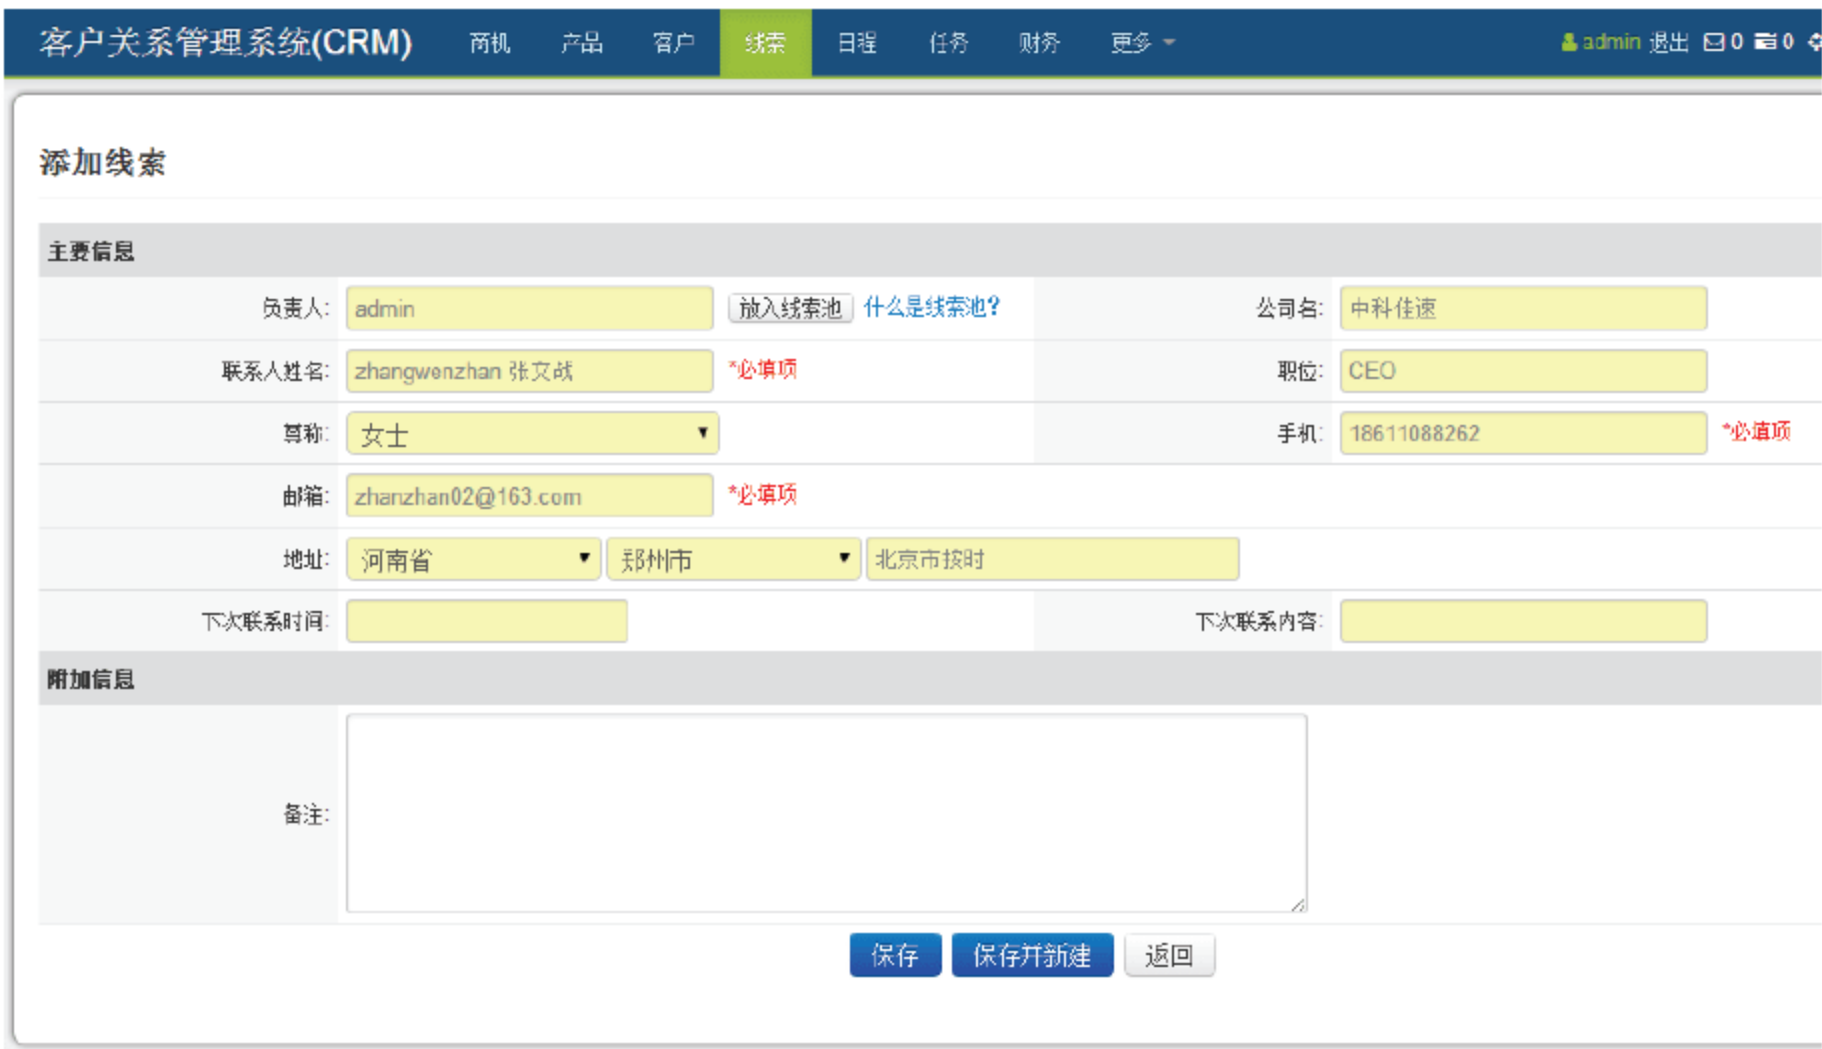 客户关系管理系统(CRM) 商机 产品 客户 线索 日程 任务 财务 更多 admin 退出 0 0
添加线索
主要信息
负责人: admin 放入线索池 什么是线索池? 公司名: 中科佳速
联系人姓名: zhangwenzhan 张文战 *必填项 职位: CEO
尊称: 女士 手机: 18611088262 *必填项
邮箱: zhanzhan02@163.com *必填项
地址: 河南省 郑州市 北京市按时
下次联系时间: 下次联系内容:
附加信息
备注:
保存 保存并新建 返回